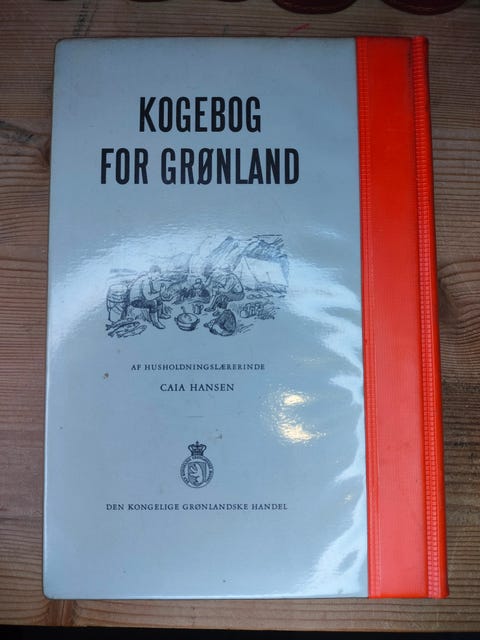 KOGEBOG
FOR GRØNLAND
AF HUSHOLDNINGSLÆRERINDE
CAIA HANSEN
DEN KONGELIGE GRØNLANDSKE HANDEL